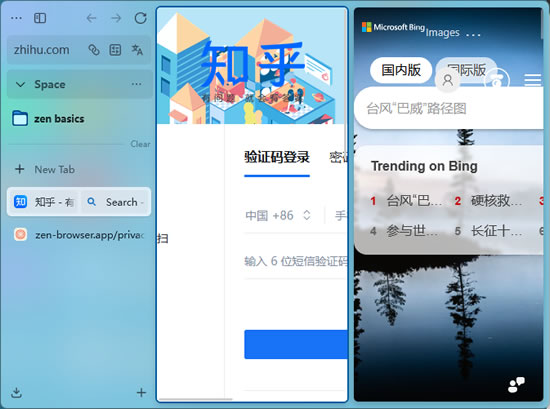 zhihu.com
Space
zen basics
Clear
New Tab
知乎 - 有
Search -
zen-browser.app/privac
知乎
有问题 就会有答案
验证码登录
密
中国 +86
手
扫
输入 6 位短信验证码
Microsoft Bing
Images
国内版
国际版
台风“巴威”路径图
Trending on Bing
1 台风“巴...
2 硬核救...
3
4 参与世...
5 长征十...
6